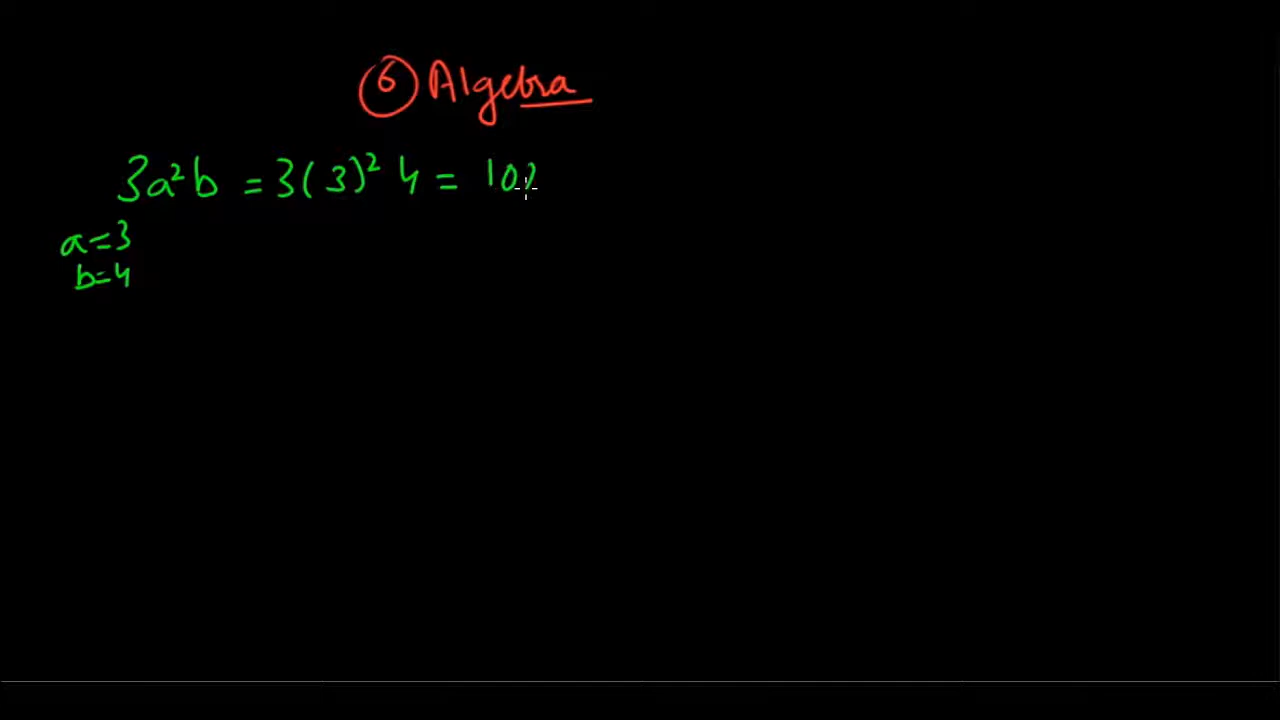 6 Algebra
3a²b = 3(3)² 4 = 10
a=3
b=4